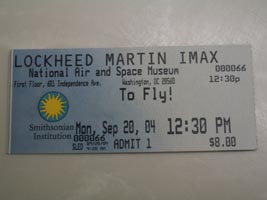 LOCKHEED MARTIN IMAX
National Air and Space Museum
000066
First Floor, 601 Independence Ave.
Washington, DC 20560
12:30p
To Fly!
Smithsonian
Institution
Mon, Sep 20, 04 12:30 PM
000066
SLEO
ADMIT 1
$8.00